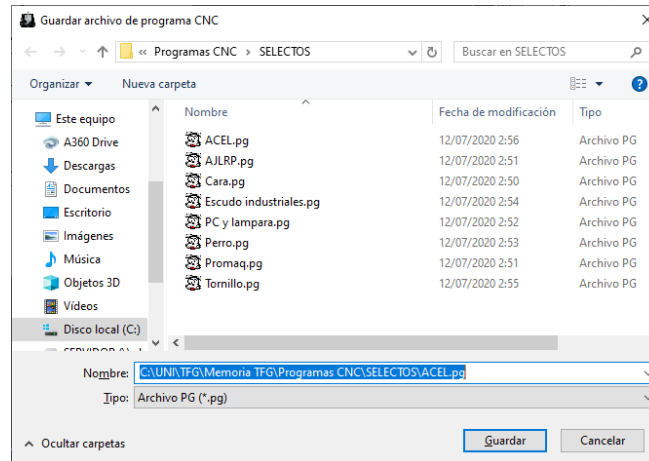 Guardar archivo de programa CNC
« Programas CNC > SELECTOS
Buscar en SELECTOS
Organizar
Nueva carpeta
Este equipo
A360 Drive
Descargas
Documentos
Escritorio
Imágenes
Música
Objetos 3D
Vídeos
Disco local (C:)
Nombre Fecha de modificación Tipo
ACEL.pg 12/07/2020 2:56 Archivo PG
AJLRP.pg 12/07/2020 2:51 Archivo PG
Cara.pg 12/07/2020 2:50 Archivo PG
Escudo industriales.pg 12/07/2020 2:54 Archivo PG
PC y lampara.pg 12/07/2020 2:52 Archivo PG
Perro.pg 12/07/2020 2:53 Archivo PG
Promaq.pg 12/07/2020 2:51 Archivo PG
Tornillo.pg 12/07/2020 2:55 Archivo PG
Nombre: C:\UNI\TFG\Memoria TFG\Programas CNC\SELECTOS\ACEL.pg
Tipo: Archivo PG (*.pg)
Ocultar carpetas
Guardar
Cancelar